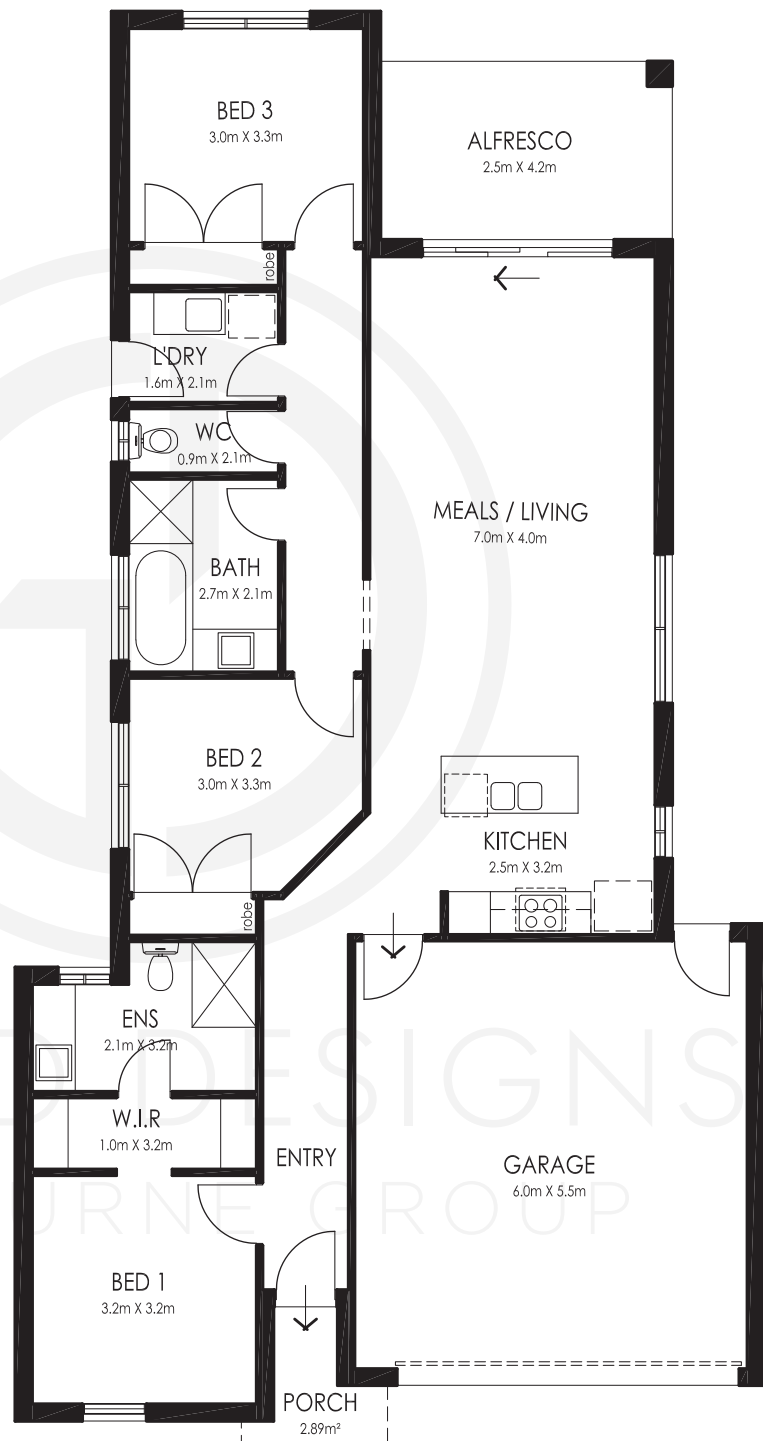 BED 3
3.0m X 3.3m
ALFRESCO
2.5m X 4.2m
robe
L'DRY
1.6m X 2.1m
WC
0.9m X 2.1m
MEALS / LIVING
7.0m X 4.0m
BATH
2.7m X 2.1m
BED 2
3.0m X 3.3m
KITCHEN
2.5m X 3.2m
robe
ENS
2.1m X 3.2m
D DESIGNS
W.I.R
1.0m X 3.2m
ENTRY
GARAGE
6.0m X 5.5m
URNE GROUP
BED 1
3.2m X 3.2m
PORCH
2.89m²